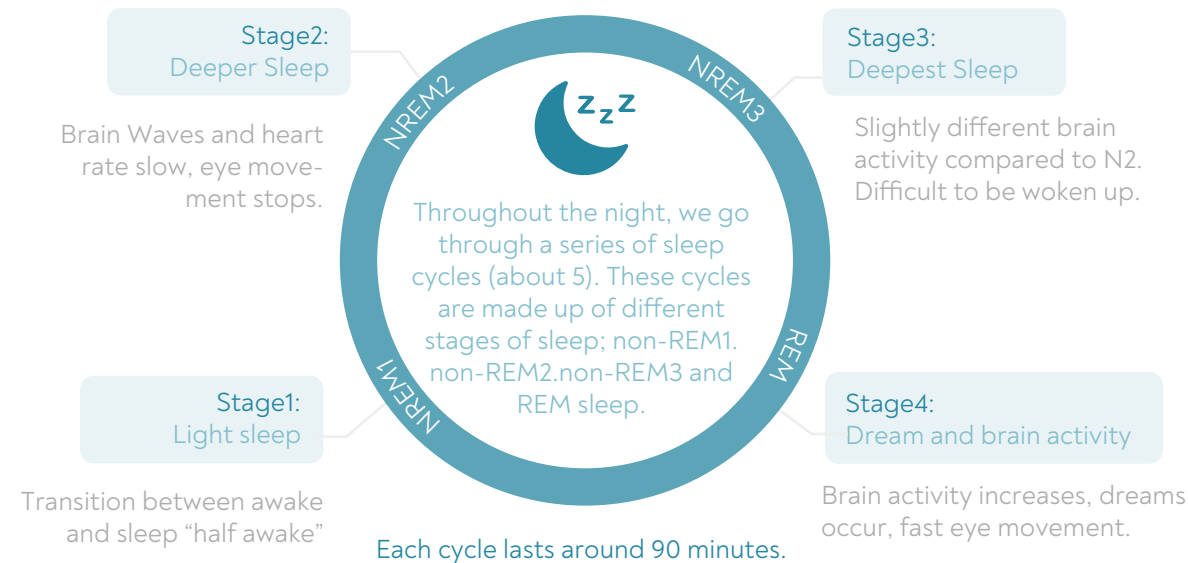 Stage2:
Deeper Sleep
Brain Waves and heart
rate slow, eye move-
ment stops.
NREM2
NREM3
Stage3:
Deepest Sleep
Slightly different brain
activity compared to N2.
Difficult to be woken up.
z z z
Throughout the night, we go
through a series of sleep
cycles (about 5). These cycles
are made up of different
stages of sleep; non-REM1.
non-REM2.non-REM3 and
REM sleep.
NREM1
REM
Stage1:
Light sleep
Transition between awake
and sleep “half awake”
Stage4:
Dream and brain activity
Brain activity increases, dreams
occur, fast eye movement.
Each cycle lasts around 90 minutes.